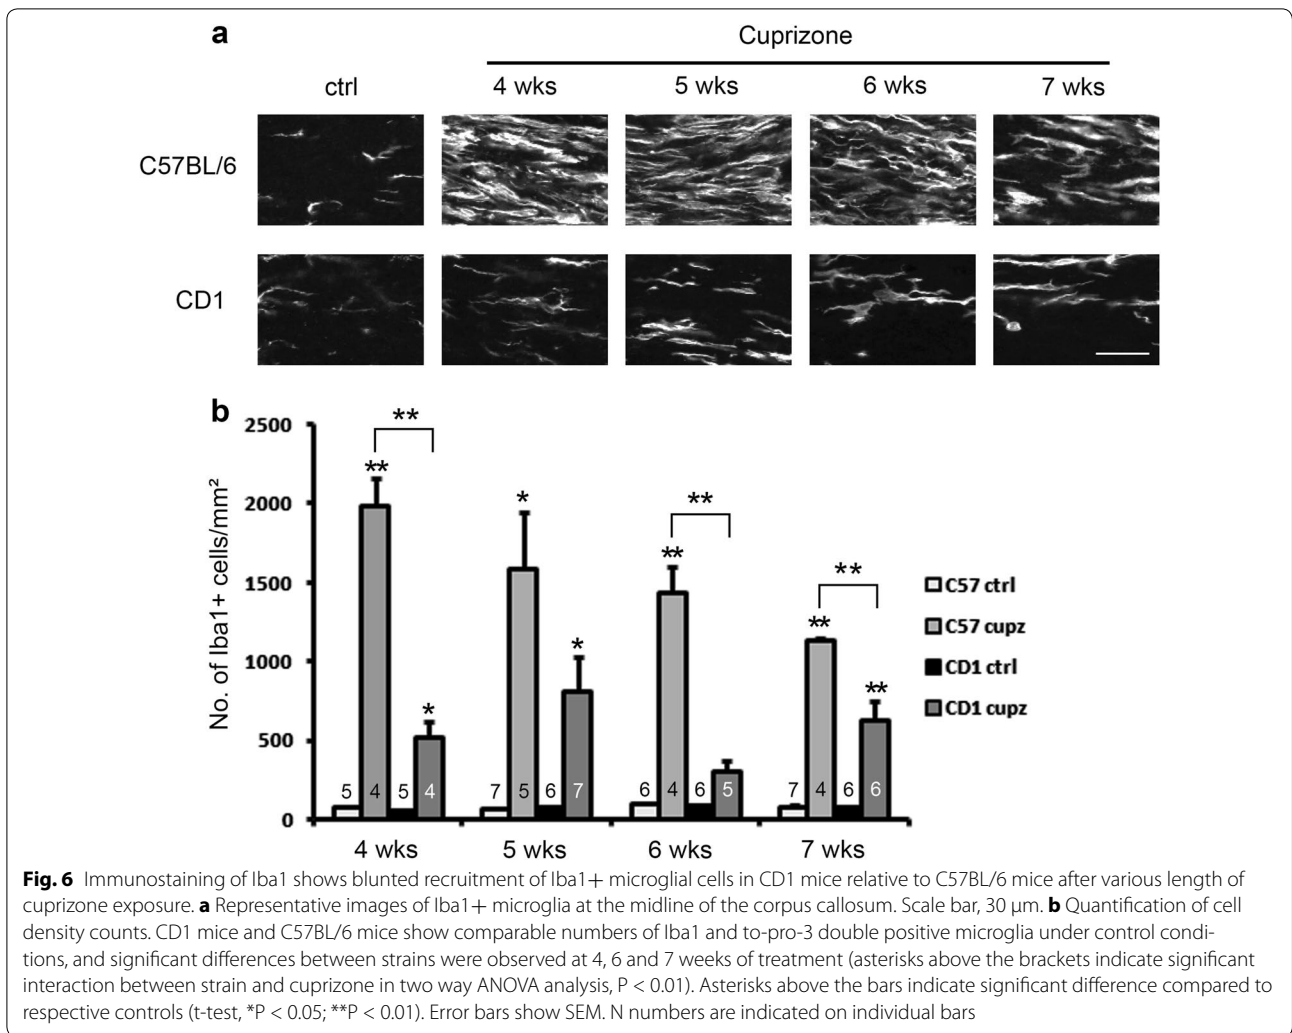 a
Cuprizone
ctrl 4 wks 5 wks 6 wks 7 wks
C57BL/6
CD1
b
No. of Iba1+ cells/mm²
2500
2000
1500
1000
500
0
** **
* *
** **
** **
* **
5 4 5 4
7 5 6 7
6 4 6 5
7 4 6 6
4 wks 5 wks 6 wks 7 wks
C57 ctrl
C57 cupz
CD1 ctrl
CD1 cupz
Fig. 6 Immunostaining of Iba1 shows blunted recruitment of Iba1+ microglial cells in CD1 mice relative to C57BL/6 mice after various length of
cuprizone exposure. a Representative images of Iba1+ microglia at the midline of the corpus callosum. Scale bar, 30 µm. b Quantification of cell
density counts. CD1 mice and C57BL/6 mice show comparable numbers of Iba1 and to-pro-3 double positive microglia under control condi-
tions, and significant differences between strains were observed at 4, 6 and 7 weeks of treatment (asterisks above the brackets indicate significant
interaction between strain and cuprizone in two way ANOVA analysis, P < 0.01). Asterisks above the bars indicate significant difference compared to
respective controls (t-test, *P < 0.05; **P < 0.01). Error bars show SEM. N numbers are indicated on individual bars